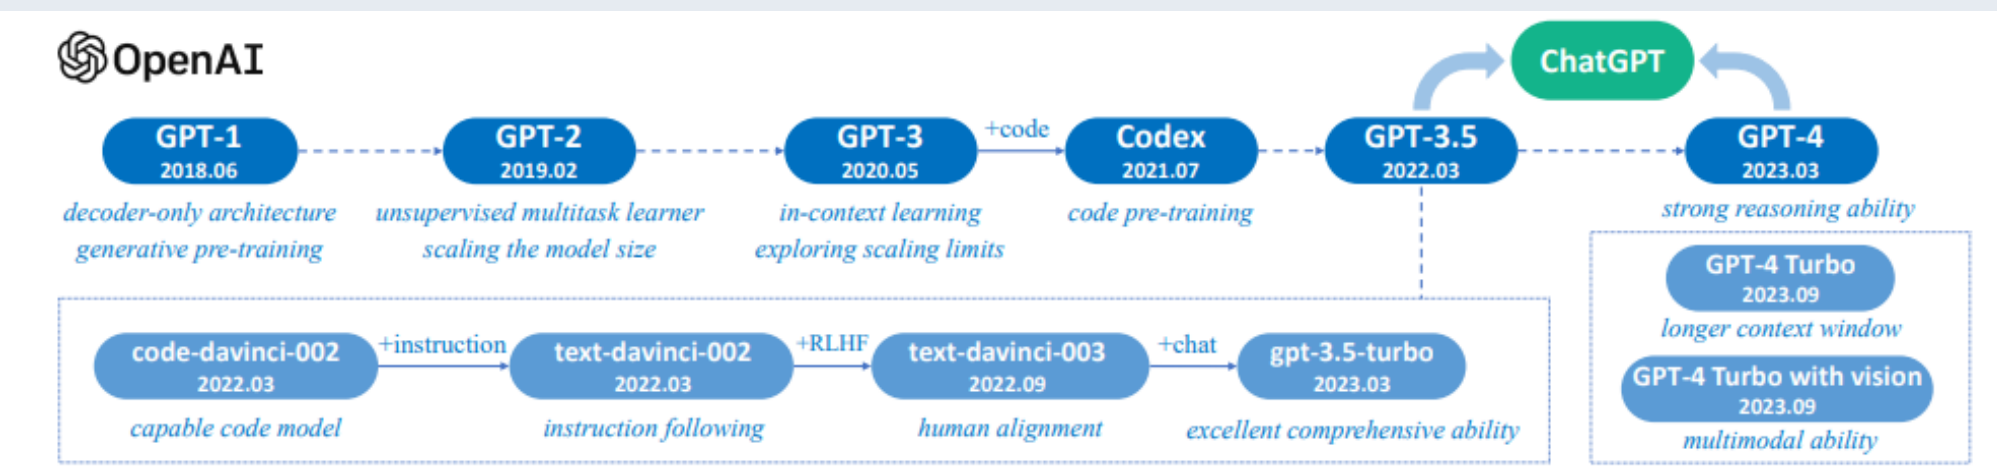 OpenAI
ChatGPT
GPT-1
2018.06
GPT-2
2019.02
GPT-3
2020.05
+code
Codex
2021.07
GPT-3.5
2022.03
GPT-4
2023.03
decoder-only architecture
generative pre-training
unsupervised multitask learner
scaling the model size
in-context learning
exploring scaling limits
code pre-training
strong reasoning ability
GPT-4 Turbo
2023.09
longer context window
GPT-4 Turbo with vision
2023.09
multimodal ability
code-davinci-002
2022.03
+instruction
text-davinci-002
2022.03
+RLHF
text-davinci-003
2022.09
+chat
gpt-3.5-turbo
2023.03
capable code model
instruction following
human alignment
excellent comprehensive ability